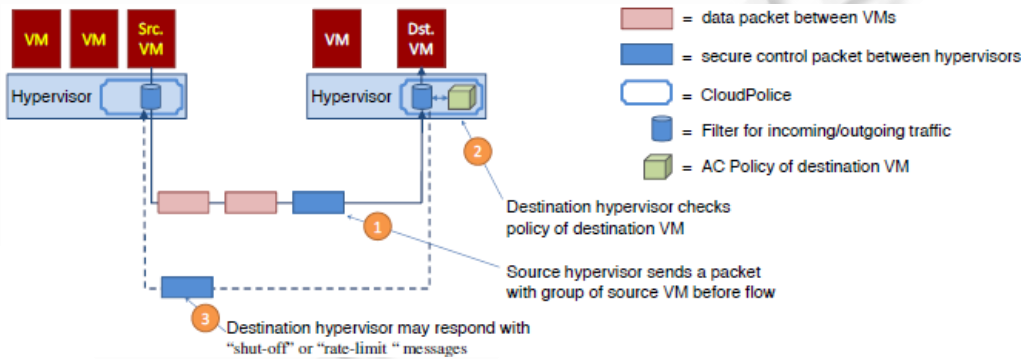 VM
VM
Src.
VM
VM
Dst.
VM
Hypervisor
Hypervisor
= data packet between VMs
= secure control packet between hypervisors
= CloudPolice
= Filter for incoming/outgoing traffic
= AC Policy of destination VM
2
Destination hypervisor checks
policy of destination VM
1
Source hypervisor sends a packet
with group of source VM before flow
3
Destination hypervisor may respond with
“shut-off” or “rate-limit “ messages